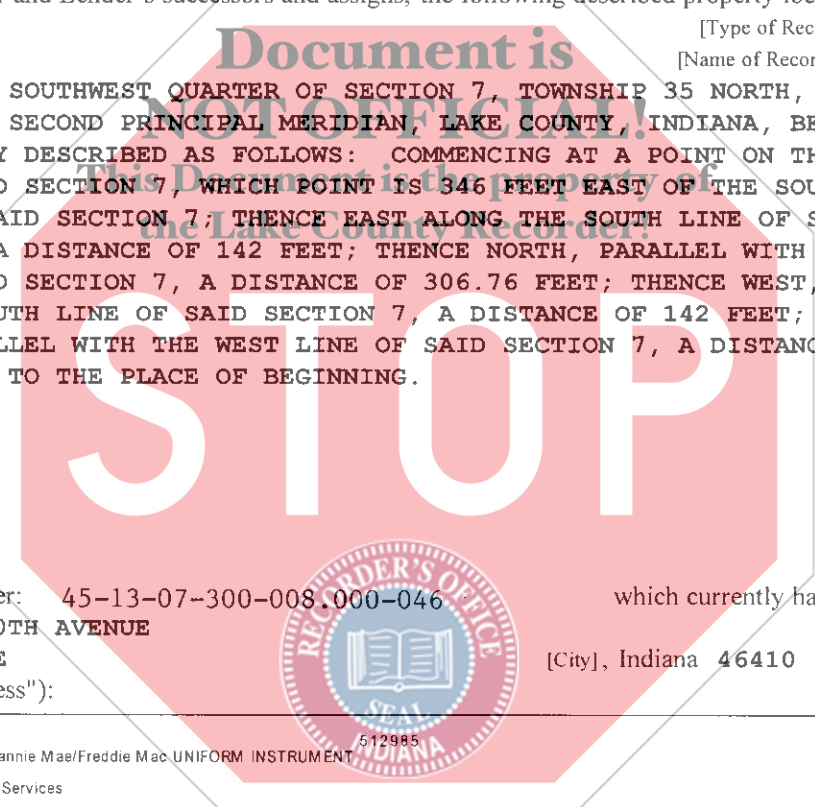 r and Lender's successors and assigns, the following described property
[Type of Rec
Document is
[Name of Recor
SOUTHWEST QUARTER OF SECTION 7, TOWNSHIP 35 NORTH,
NOT OFFICIAL!
SECOND PRINCIPAL MERIDIAN, LAKE COUNTY, INDIANA, BE
Y DESCRIBED AS FOLLOWS: COMMENCING AT A POINT ON TH
This Document is the property of
D SECTION 7, WHICH POINT IS 346 FEET EAST OF THE SOU
AID SECTION 7; THENCE EAST ALONG THE SOUTH LINE OF S
the Lake County Recorder!
A DISTANCE OF 142 FEET; THENCE NORTH, PARALLEL WITH
D SECTION 7, A DISTANCE OF 306.76 FEET; THENCE WEST,
UTH LINE OF SAID SECTION 7, A DISTANCE OF 142 FEET;
LLEL WITH THE WEST LINE OF SAID SECTION 7, A DISTANC
TO THE PLACE OF BEGINNING.
STOP
er: 45-13-07-300-008.000-046 which currently ha
0TH AVENUE
E [City], Indiana 46410
ess"):
RECORDER'S OFFICE
SEAL
INDIANA
512985
annie Mae/Freddie Mac UNIFORM INSTRUMENT
Services